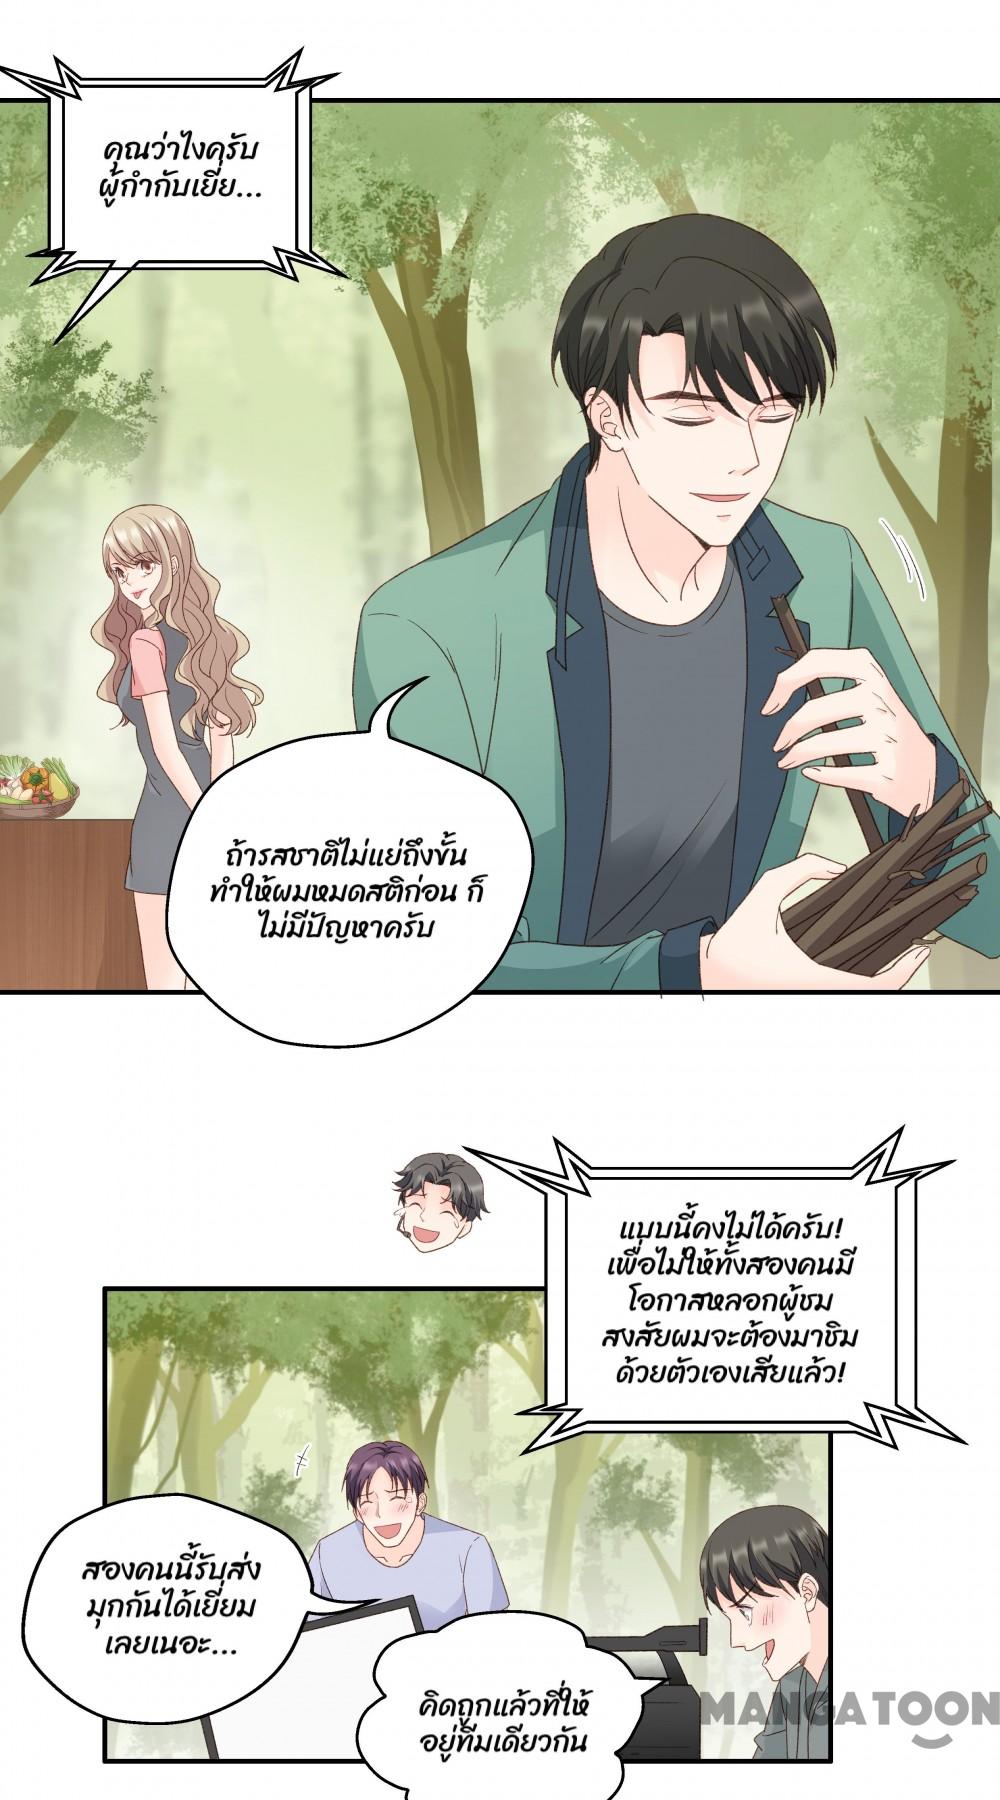 คุณว่าไงครับ
ผู้กำกับเยี่ย...
ถ้ารสชาติไม่แย่ถึงขั้น
ทำให้ผมหมดสติก่อน ก็
ไม่มีปัญหาครับ
แบบนี้คงไม่ได้ครับ!
เพื่อไม่ให้ทั้งสองคนมี
โอกาสหลอกผู้ชม
สงสัยผมจะต้องมาชิม
ด้วยตัวเองเสียแล้ว!
สองคนนี้รับส่ง
มุกกันได้เยี่ยม
เลยเนอะ...
คิดถูกแล้วที่ให้
อยู่ทีมเดียวกัน
MANGATOON